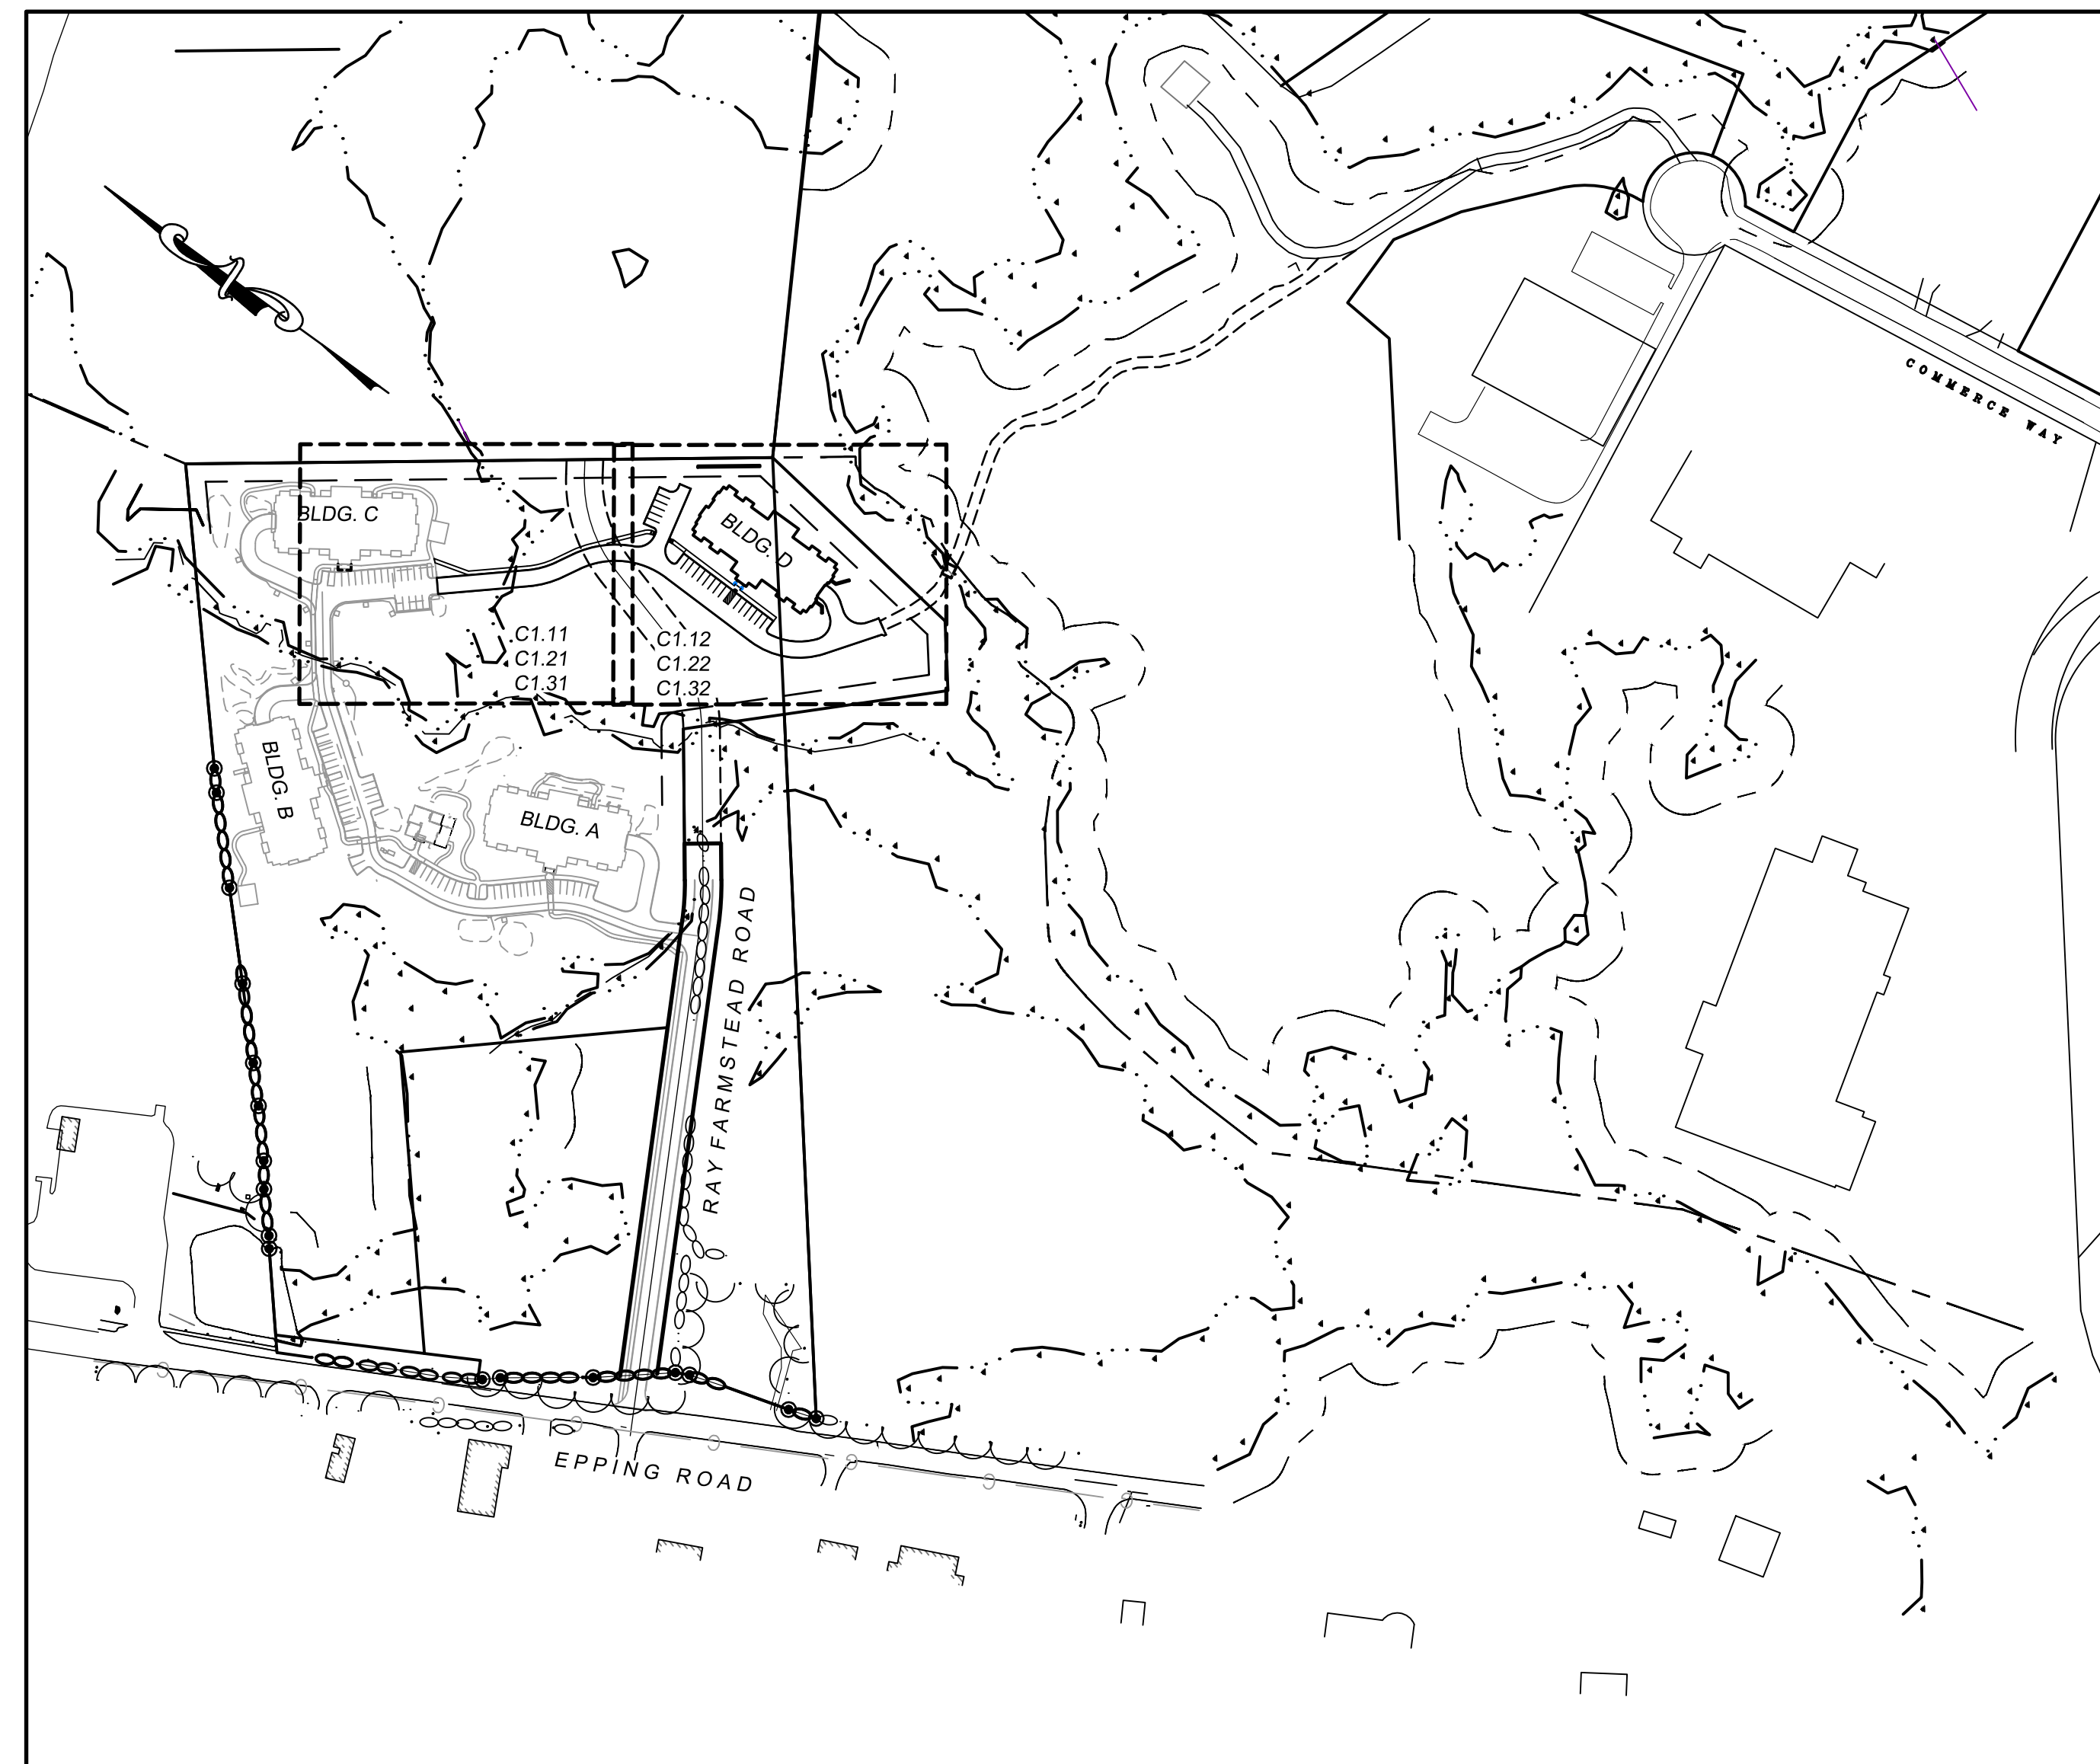 COMMERCE WAY
BLDG. C
BLDG. D
C1.11
C1.21
C1.31
C1.12
C1.22
C1.32
BLDG. B
BLDG. A
RAY FARMSTEAD ROAD
EPPING ROAD